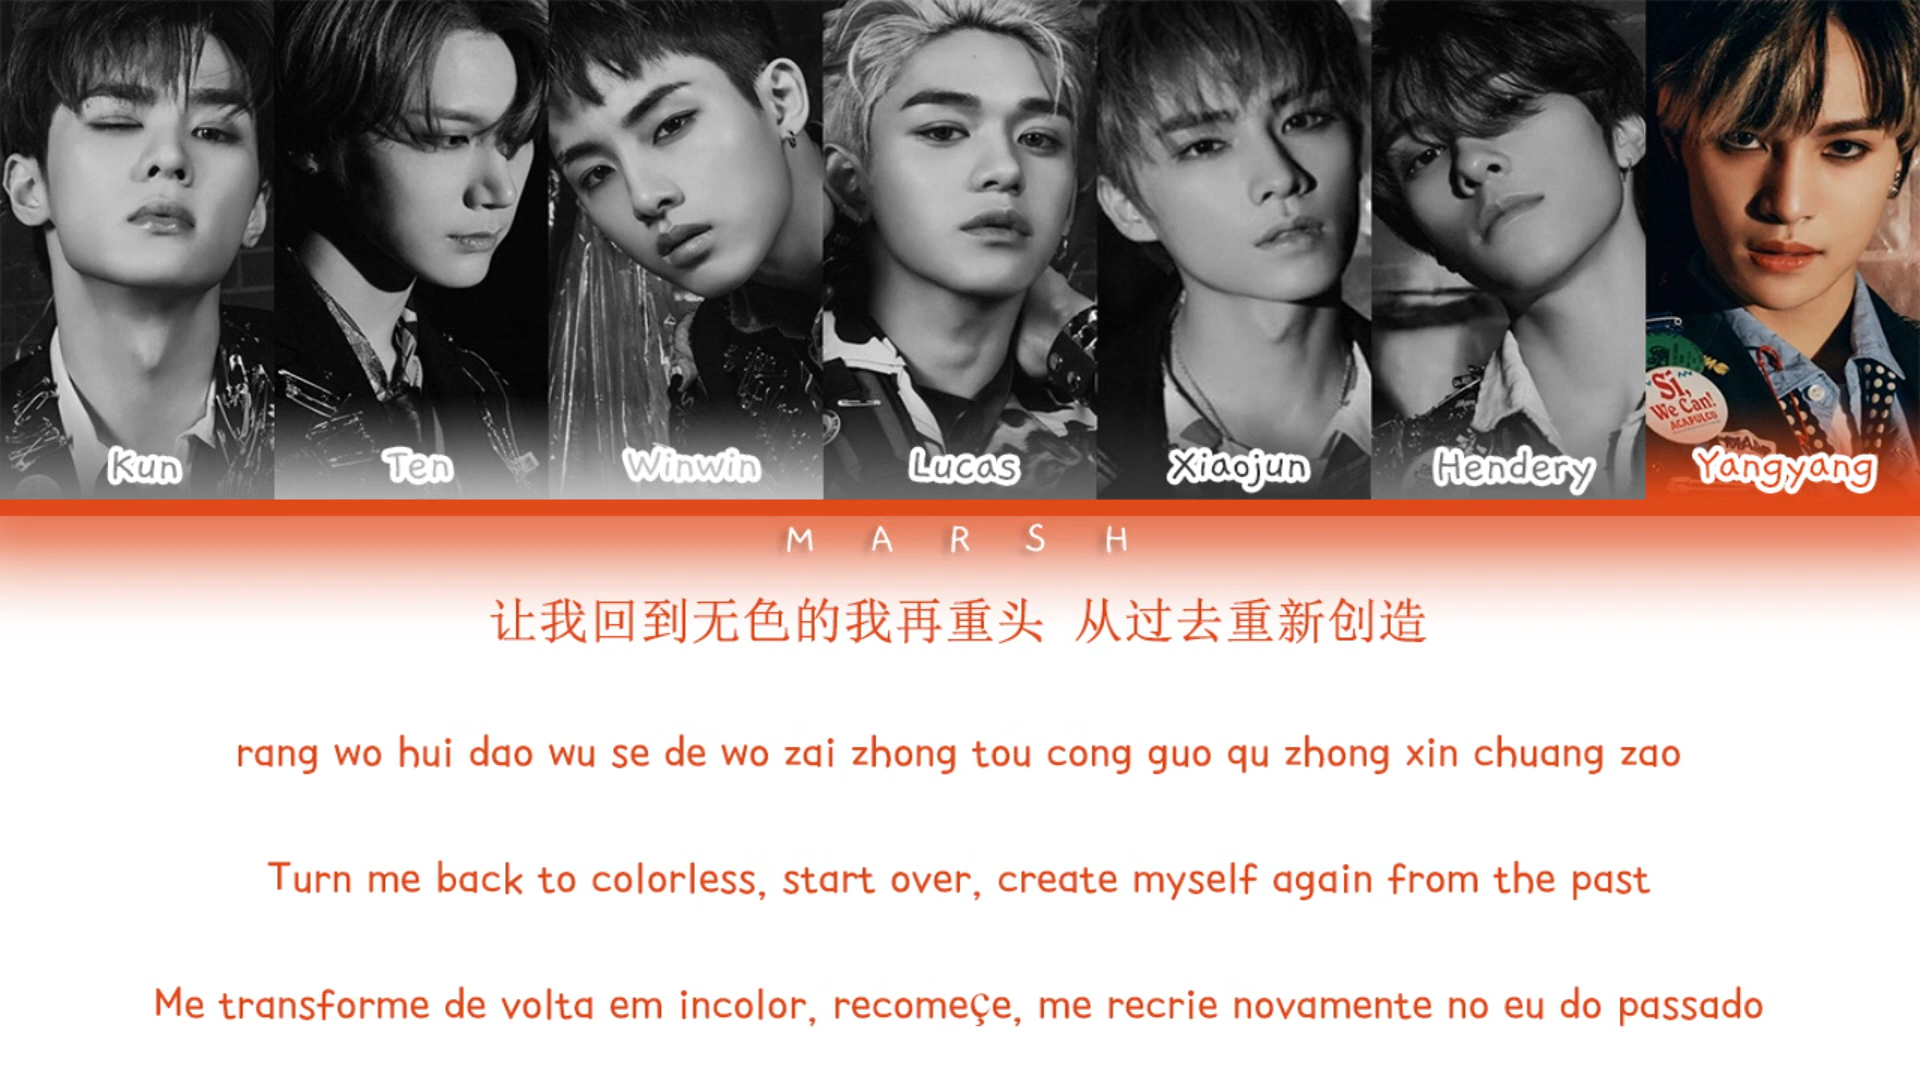 Kun
Ten
Winwin
Lucas
Xiaojun
Hendery
Yangyang
Sí,
We Can!
ACAPULCO
M A R S H
让我回到无色的我再重头 从过去重新创造
rang wo hui dao wu se de wo zai zhong tou cong guo qu zhong xin chuang zao
Turn me back to colorless, start over, create myself again from the past
Me transforme de volta em incolor, recomeçe, me recrie novamente no eu do passado